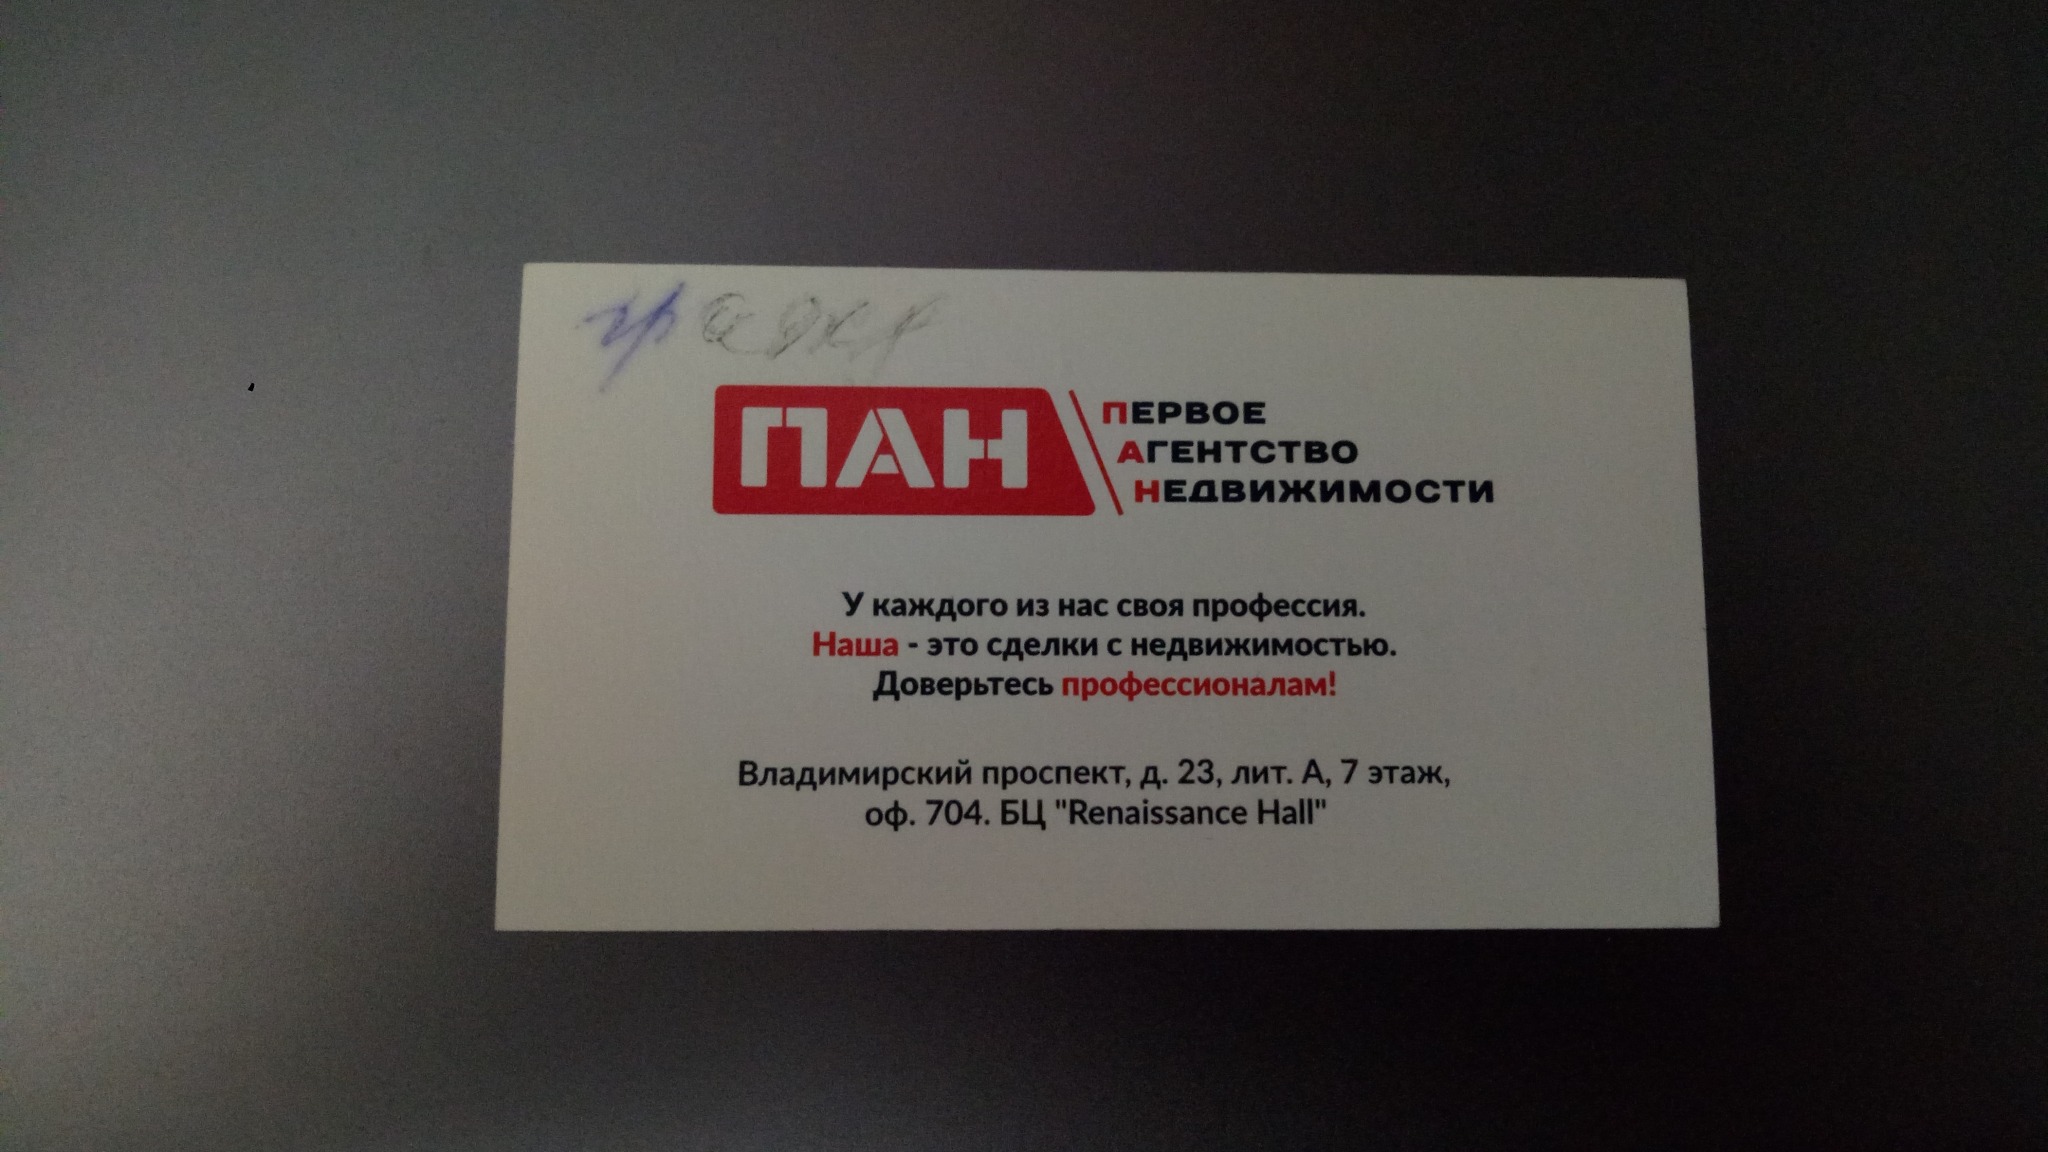 ПАН
ПЕРВОЕ
АГЕНТСТВО
НЕДВИЖИМОСТИ
У каждого из нас своя профессия.
Наша - это сделки с недвижимостью.
Доверьтесь профессионалам!
Владимирский проспект, д. 23, лит. А, 7 этаж,
оф. 704. БЦ "Renaissance Hall"